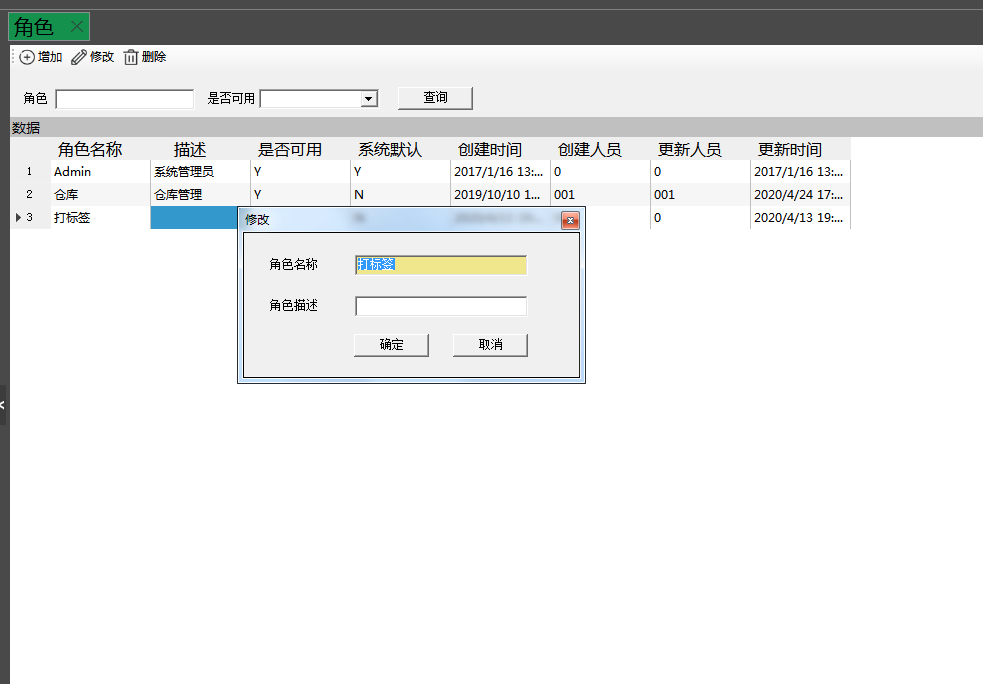 角色
增加 修改 删除
角色 是否可用 查询
数据
角色名称 描述 是否可用 系统默认 创建时间 创建人员 更新人员 更新时间
1 Admin 系统管理员 Y Y 2017/1/16 13:... 0 0 2017/1/16 13:...
2 仓库 仓库管理 Y N 2019/10/10 1... 001 001 2020/4/24 17:...
3 打标签 0 2020/4/13 19:...
修改
角色名称 打标签
角色描述
确定 取消